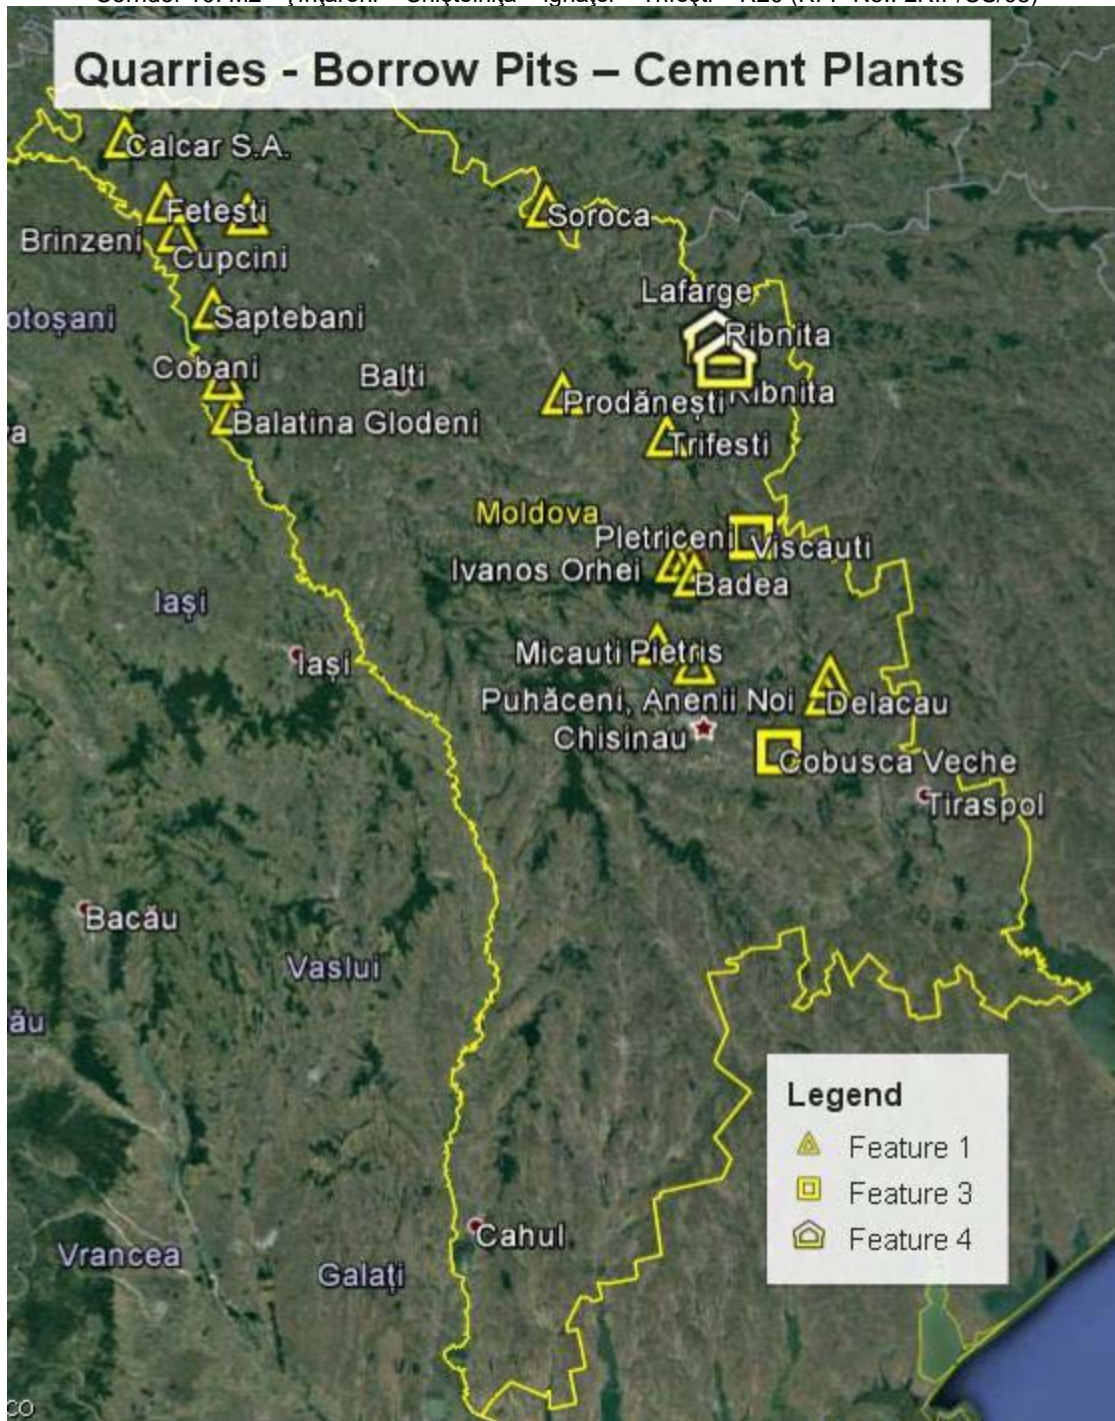 Quarries - Borrow Pits – Cement Plants
Calcar S.A.
Fetesti
Soroca
Brinzeni
Cupcini
Lafarge
otoșani
Saptebani
Ribnita
Cobani
Balti
Ribnita
Prodănești
Balatina Glodeni
Trifesti
Moldova
Pletriceni
Viscauti
Ivanos Orhei
Badea
Iași
Micauti Pietris
Iași
Puhăceni, Anenii Noi
Delacau
Chisinau
Cobusca Veche
Tiraspol
Bacău
Vaslui
ău
Legend
Feature 1
Feature 3
Feature 4
Cahul
Vrancea
Galați